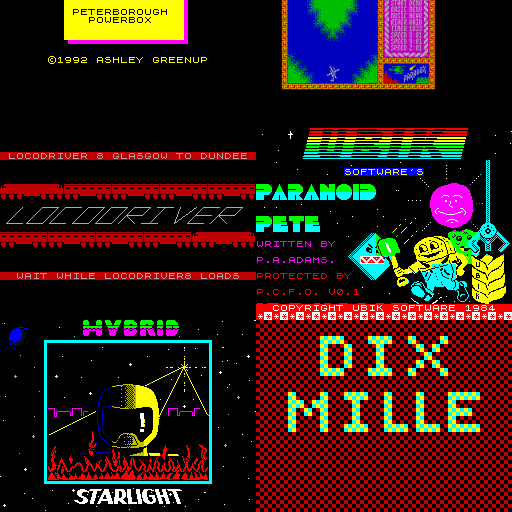 PETERBOROUGH
POWERBOX
©1992 ASHLEY GREENUP
LOCODRIVER 8 GLASGOW TO DUNDEE
LOCODRIVER
WAIT WHILE LOCODRIVER8 LOADS
UBIK
SOFTWARE'S
PARANOID
PETE
WRITTEN BY
P.A.ADAMS.
PROTECTED BY
P.C.F.O. V0.1
COPYRIGHT UBIK SOFTWARE 1984
HYBRID
!
STARLIGHT
DIX
MILLE